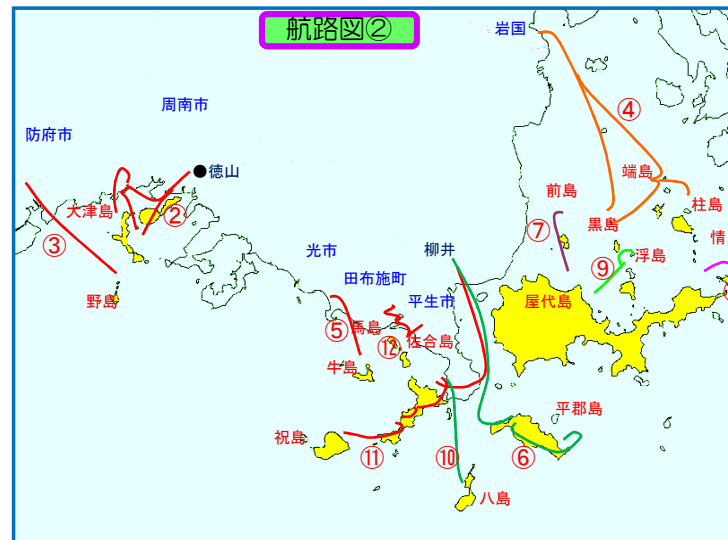 航路図②
岩国
周南市
④
防府市
●徳山
端島
前島
柱島
大津島
②
黒島
⑦
情
③
光市
柳井
浮島
⑨
田布施町
野島
平生市
屋代島
⑤
馬島
⑫
佐合島
牛島
平郡島
祝島
⑪
⑩
⑥
八島